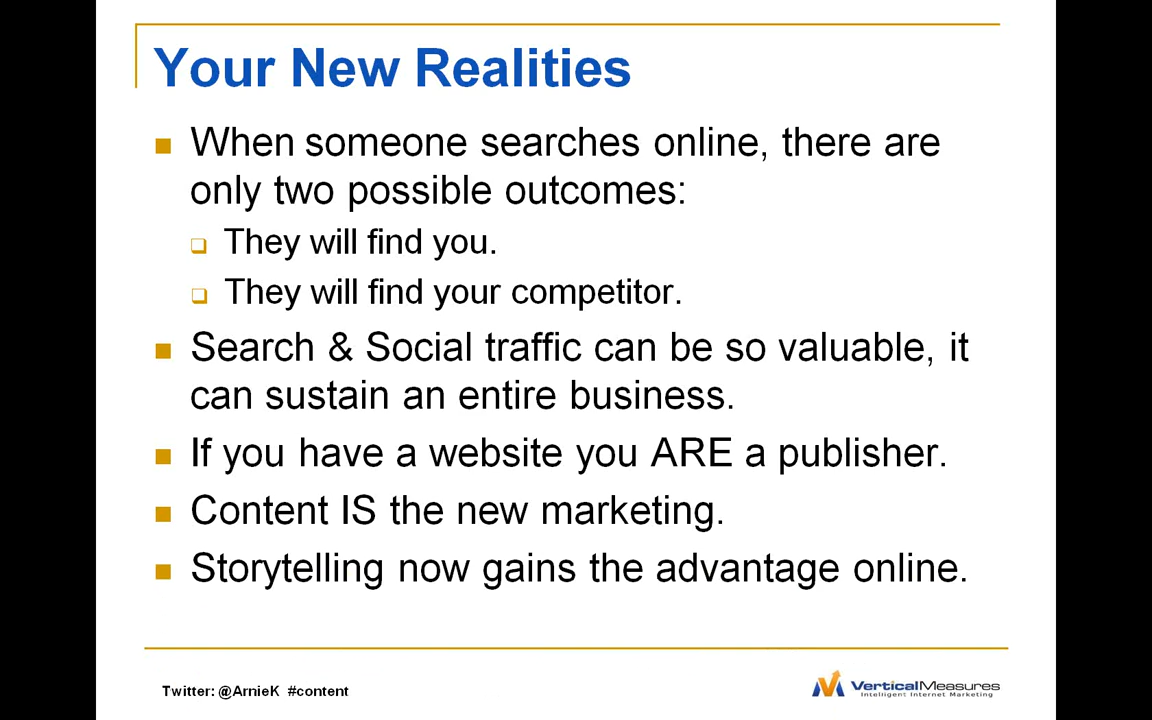 Your New Realities
When someone searches online, there are
only two possible outcomes:
They will find you.
They will find your competitor.
Search & Social traffic can be so valuable, it
can sustain an entire business.
If you have a website you ARE a publisher.
Content IS the new marketing.
Storytelling now gains the advantage online.
Twitter: @ArnieK #content
VerticalMeasures
Intelligent Internet Marketing